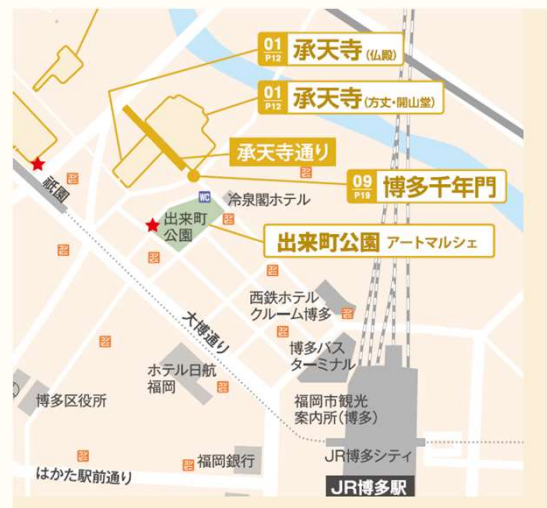 01
P12
承天寺(仏殿)
01
P12
承天寺(方丈・開山堂)
承天寺通り
09
P19
博多千年門
祇園
WC
冷泉閣ホテル
出来町
公園
出来町公園 アートマルシェ
西鉄ホテル
クルーム博多
大博通り
博多バス
ターミナル
ホテル日航
福岡
博多区役所
福岡市観光
案内所(博多)
福岡銀行
JR博多シティ
はかた駅前通り
JR博多駅